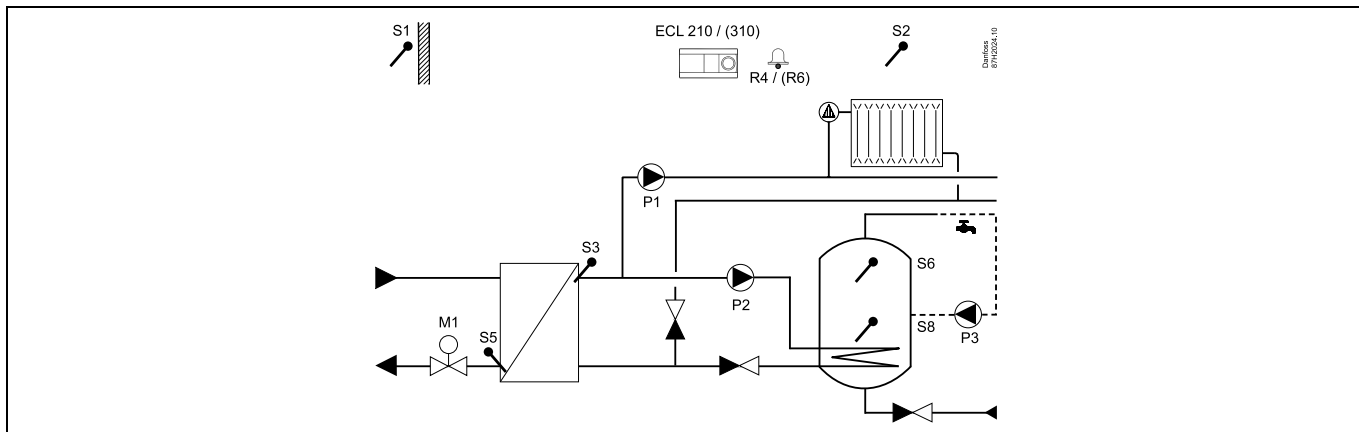 S1
ECL 210 / (310)
S2
Danfoss
87H2024.10
R4 / (R6)
P1
S3
S6
P2
M1
S5
S8
P3